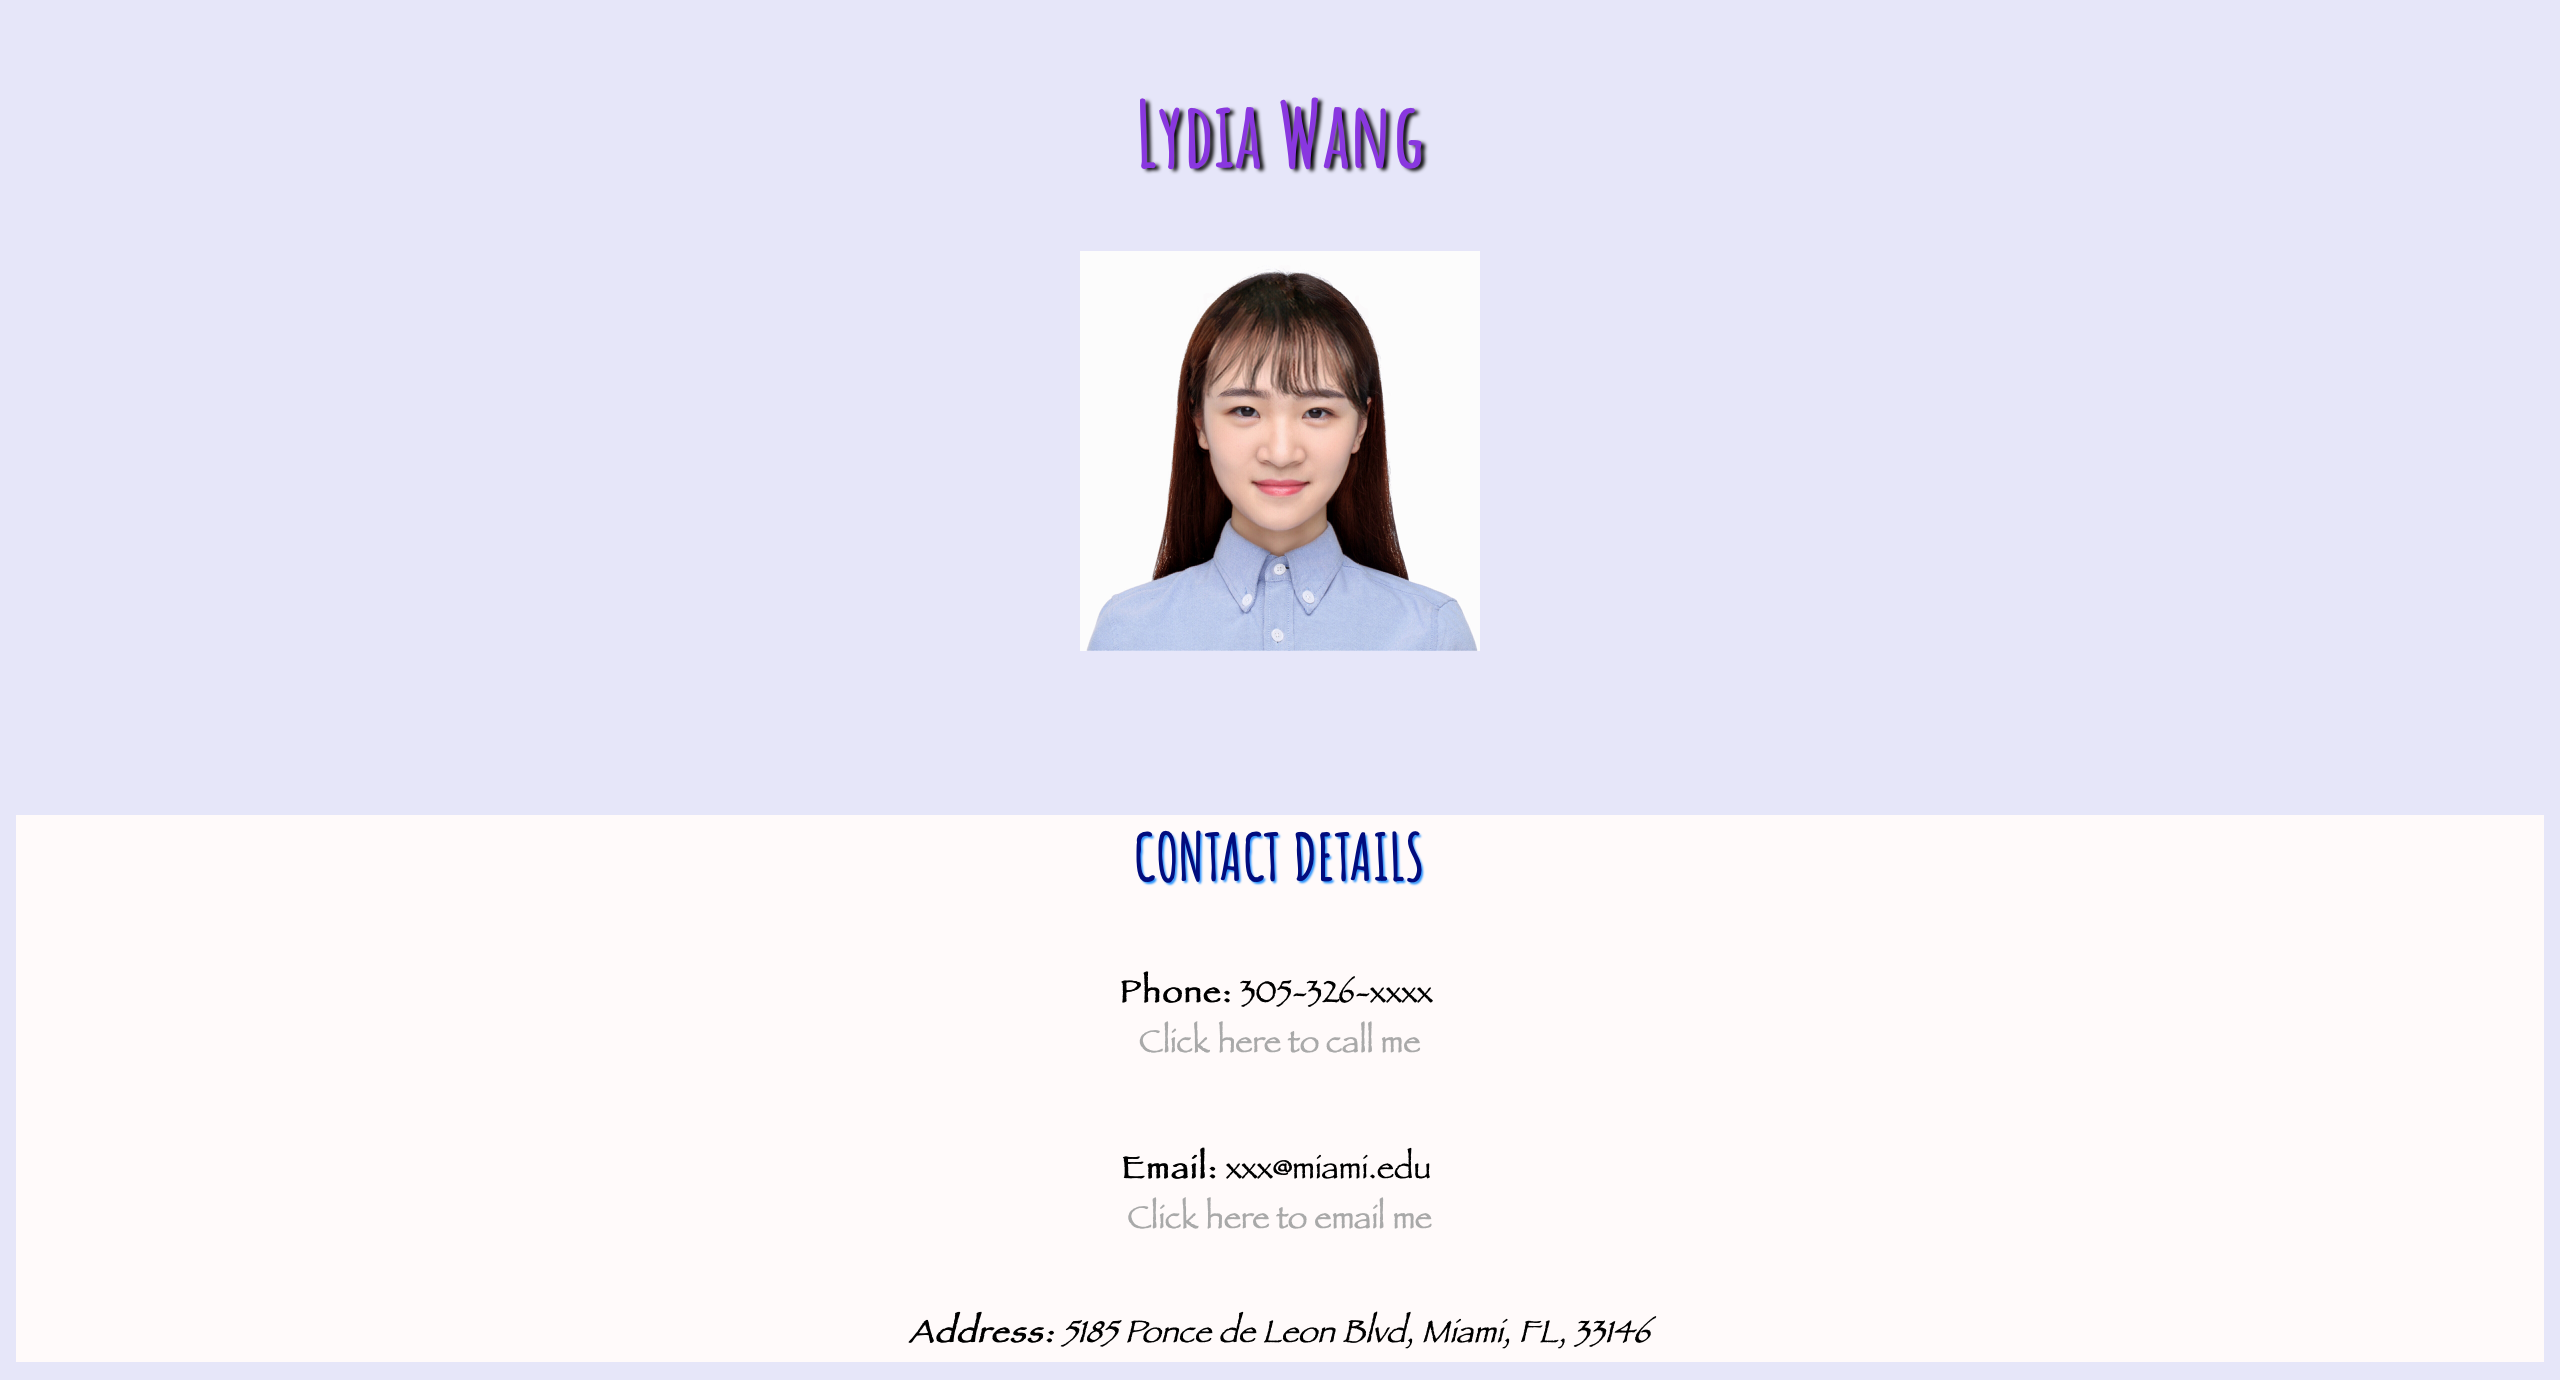 Lydia Wang
CONTACT DETAILS
Phone: 305-326-xxxx
Click here to call me
Email: xxx@miami.edu
Click here to email me
Address: 5185 Ponce de Leon Blvd, Miami, FL, 33146